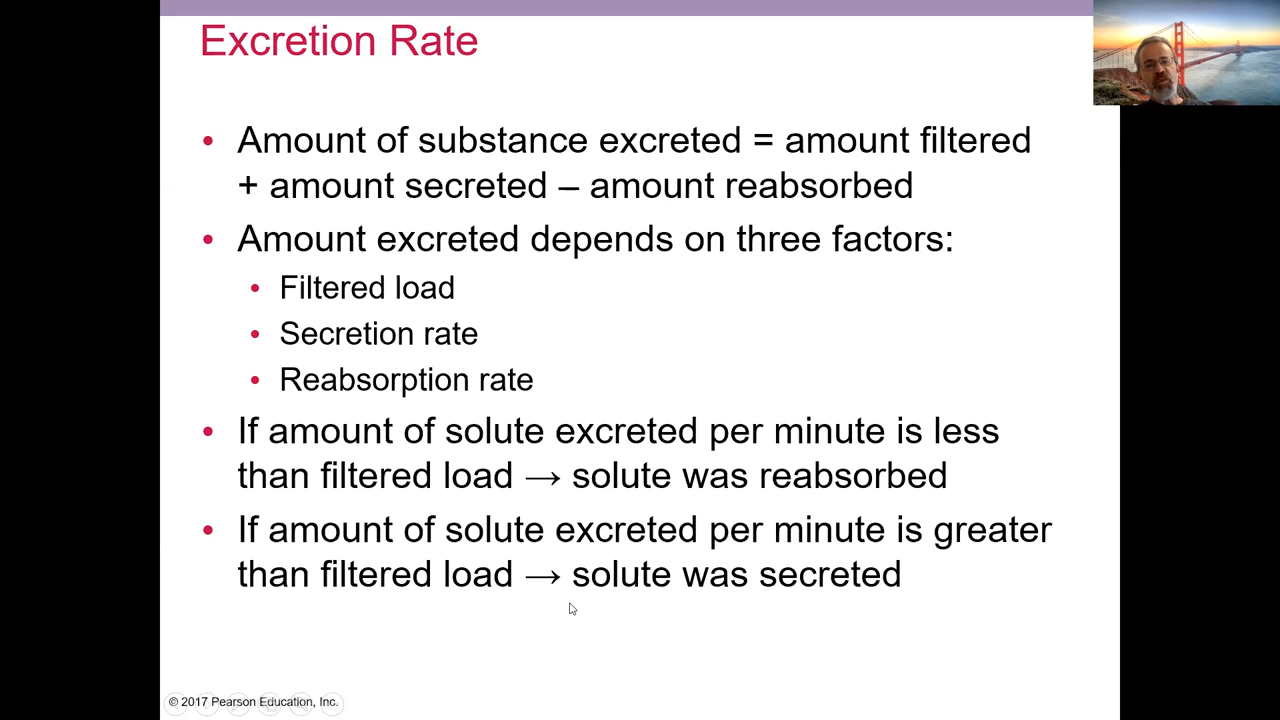 Excretion Rate
• Amount of substance excreted = amount filtered
+ amount secreted – amount reabsorbed
• Amount excreted depends on three factors:
• Filtered load
• Secretion rate
• Reabsorption rate
• If amount of solute excreted per minute is less
than filtered load → solute was reabsorbed
• If amount of solute excreted per minute is greater
than filtered load → solute was secreted
© 2017 Pearson Education, Inc.